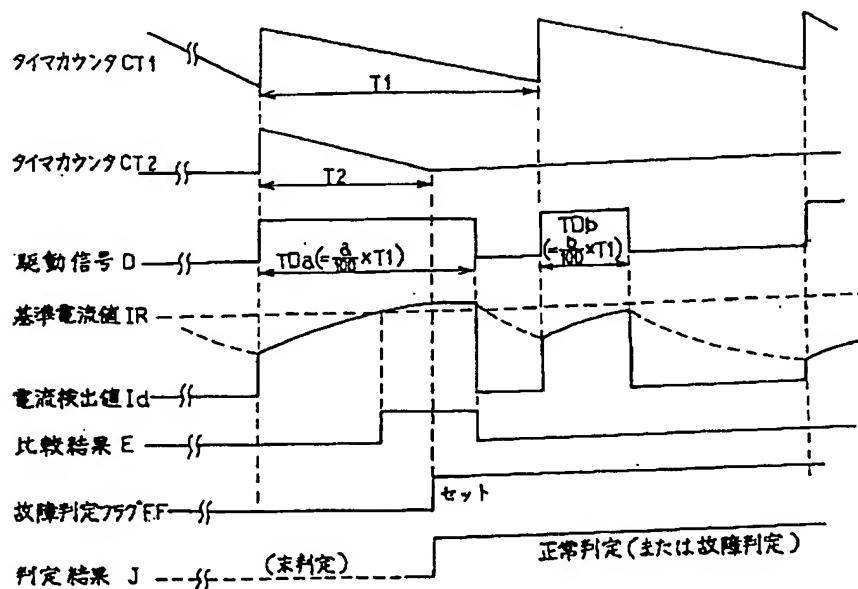 タイマカウンタCT1
T1
タイマカウンタCT2
T2
駆動信号D
TDa(=a/100×T1)
TDb
(=b/100×T1)
基準電流値IR
電流検出値Id
比較結果E
故障判定フラグFF
セット
判定結果 J
(未判定)
正常判定(または故障判定)